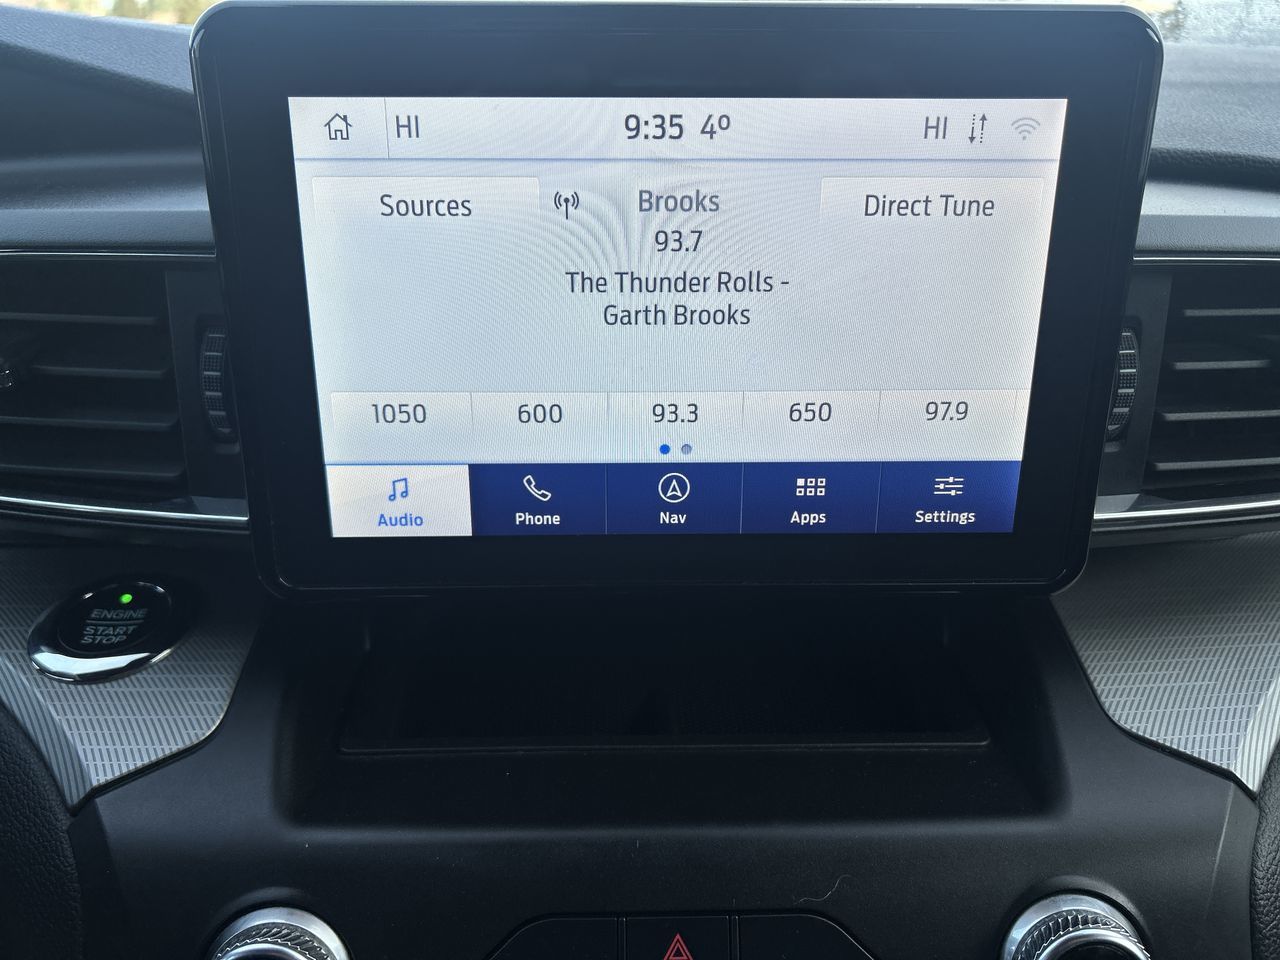 HI 9:35 4° HI
Sources Brooks Direct Tune
93.7
The Thunder Rolls -
Garth Brooks
1050 600 93.3 650 97.9
Audio Phone Nav Apps Settings
ENGINE
START
STOP